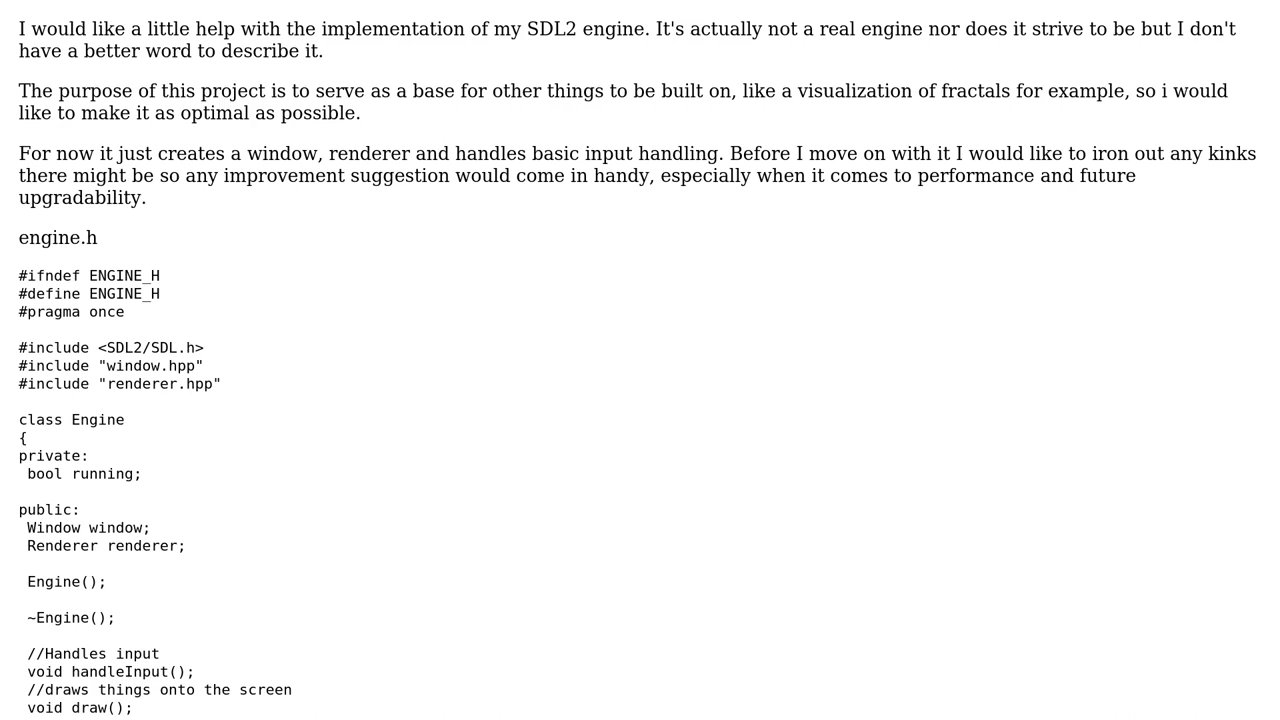 I would like a little help with the implementation of my SDL2 engine. It's actually not a real engine nor does it strive to be but I don't
have a better word to describe it.
The purpose of this project is to serve as a base for other things to be built on, like a visualization of fractals for example, so i would
like to make it as optimal as possible.
For now it just creates a window, renderer and handles basic input handling. Before I move on with it I would like to iron out any kinks
there might be so any improvement suggestion would come in handy, especially when it comes to performance and future
upgradability.
engine.h
#ifndef ENGINE_H
#define ENGINE_H
#pragma once
#include <SDL2/SDL.h>
#include "window.hpp"
#include "renderer.hpp"
class Engine
{
private:
 bool running;
public:
 Window window;
 Renderer renderer;
 Engine();
 ~Engine();
 //Handles input
 void handleInput();
 //draws things onto the screen
 void draw();